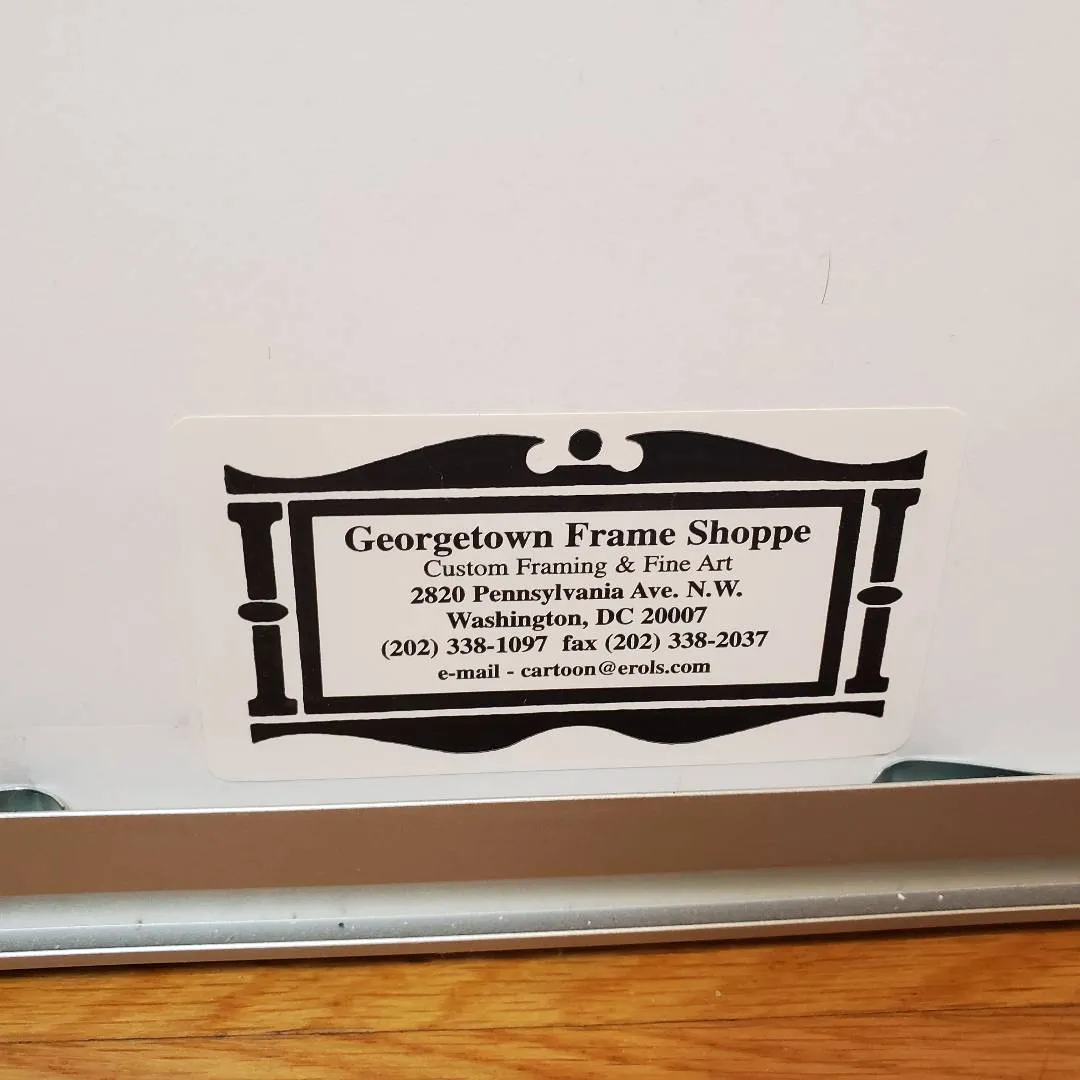 Georgetown Frame Shoppe
Custom Framing & Fine Art
2820 Pennsylvania Ave. N.W.
Washington, DC 20007
(202) 338-1097 fax (202) 338-2037
e-mail - cartoon@erols.com